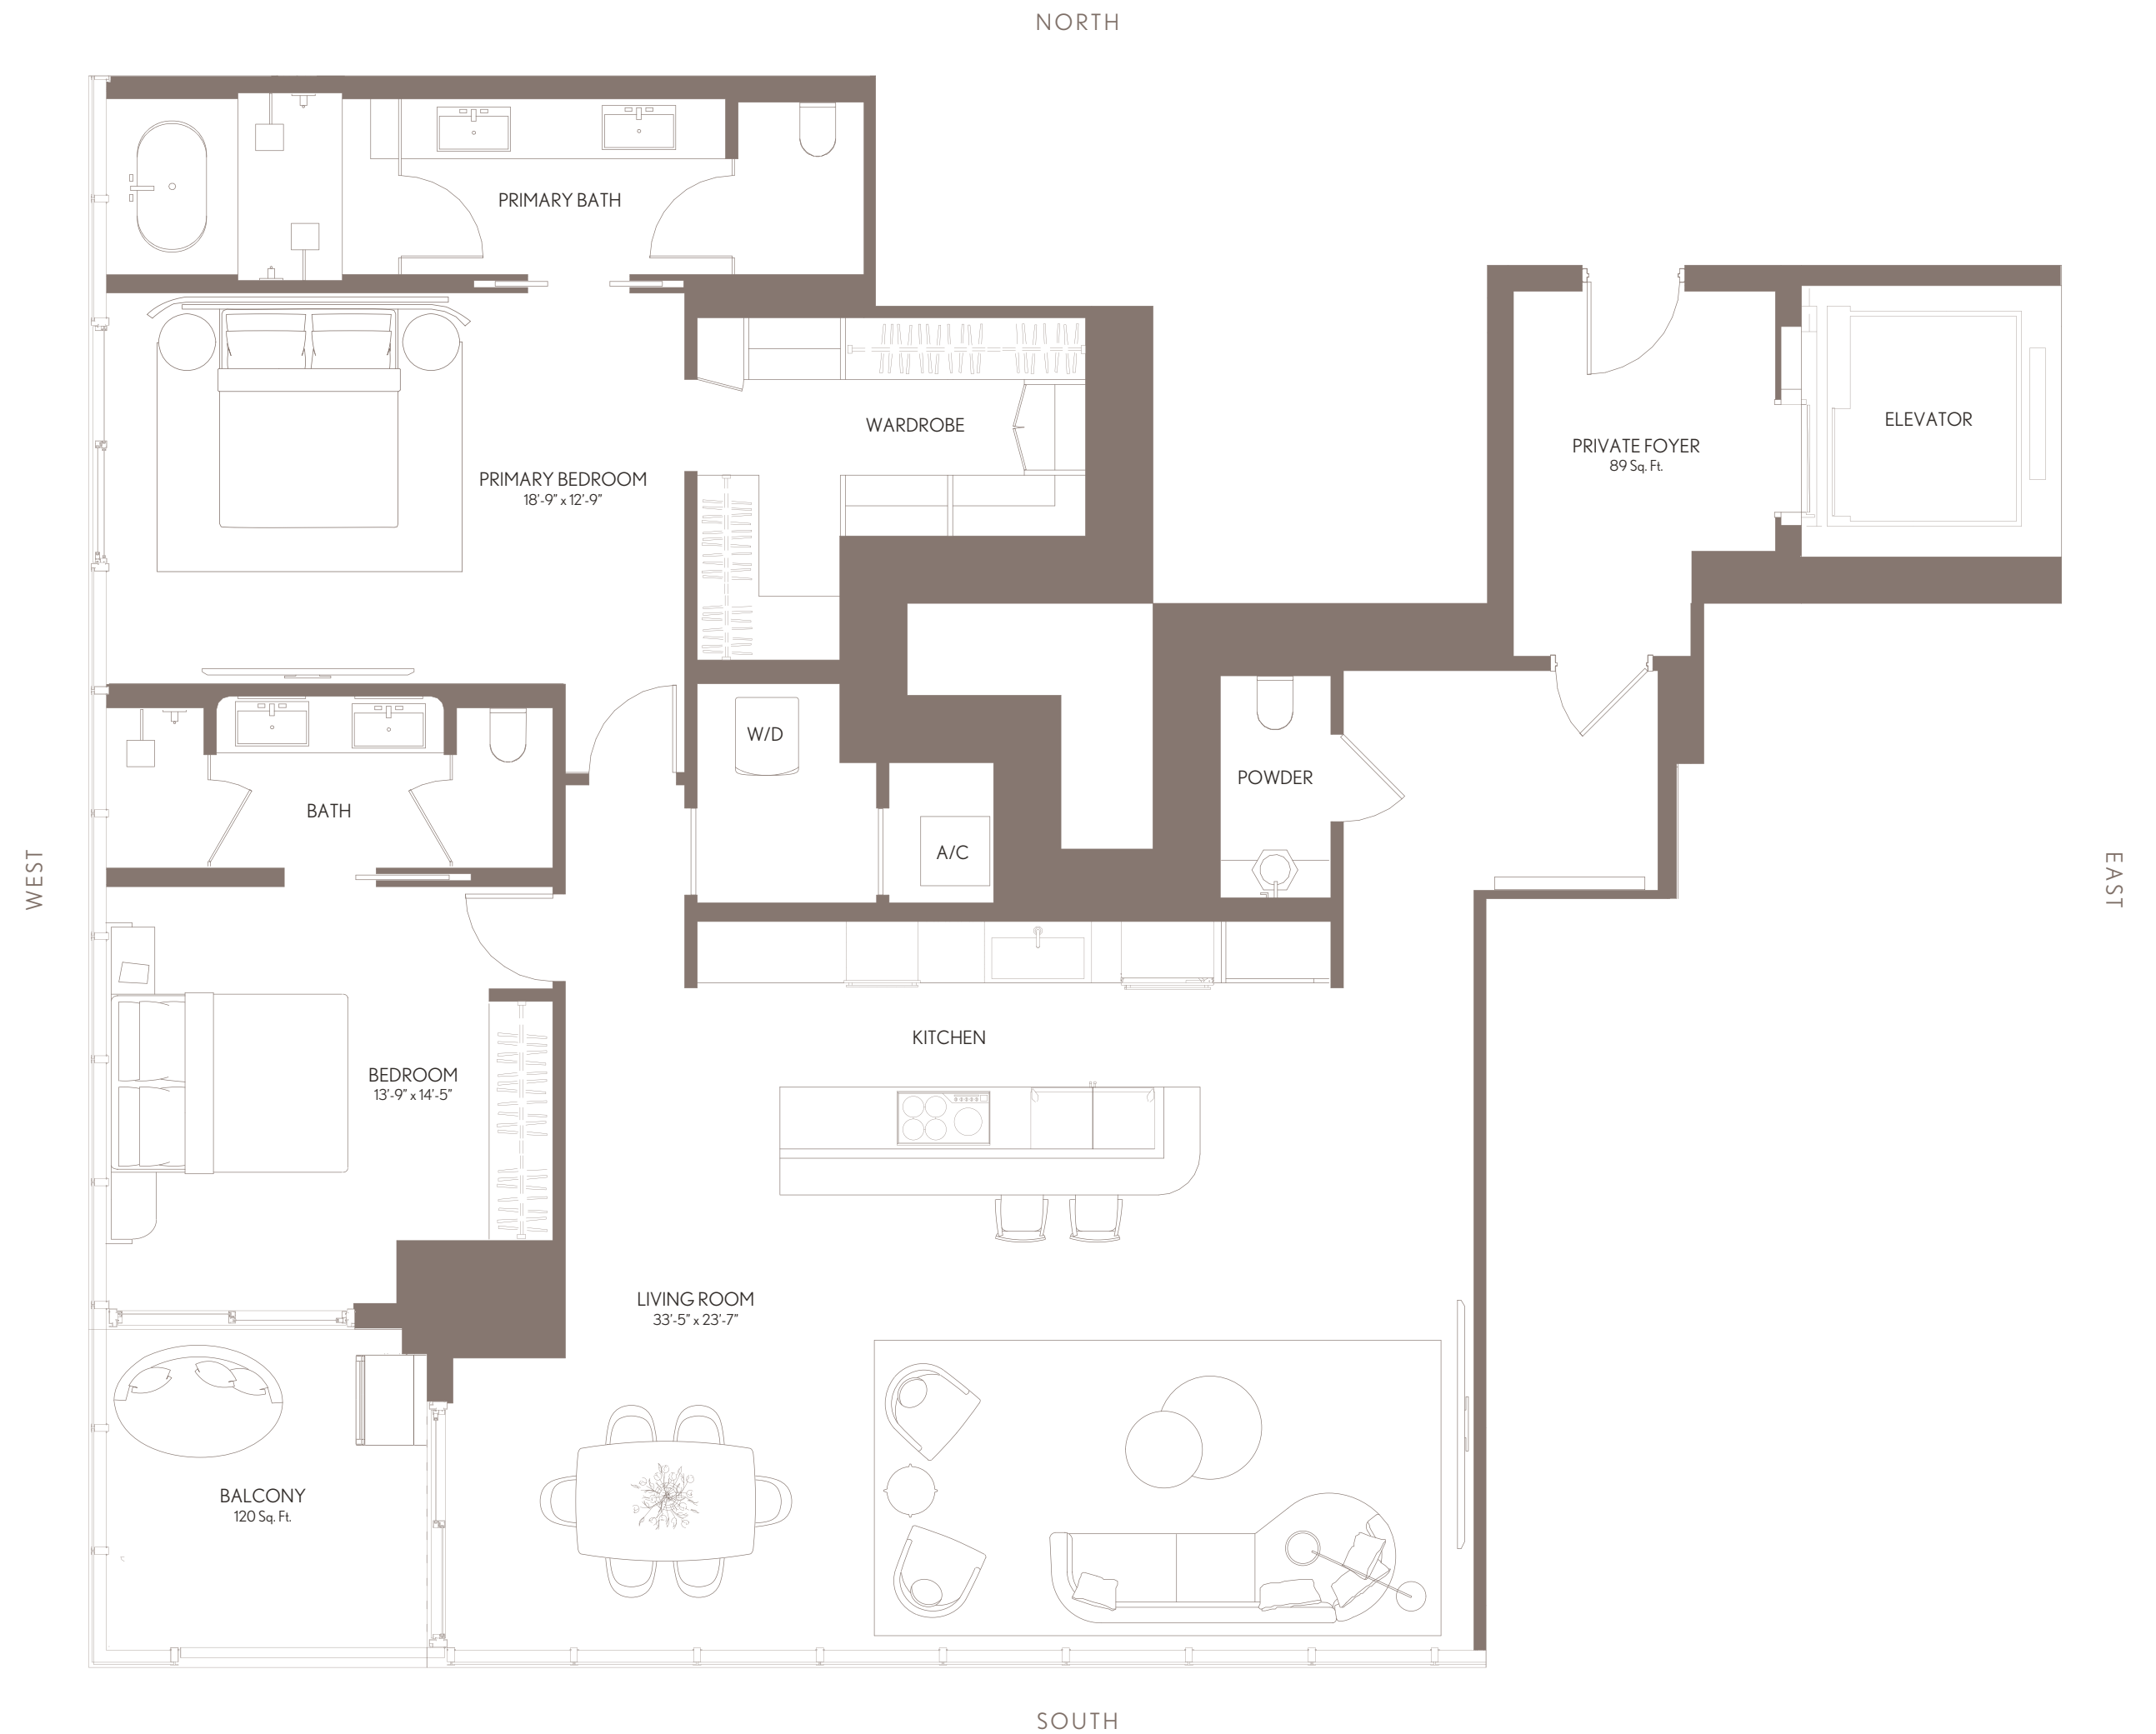 NORTH
PRIMARY BATH
WARDROBE
ELEVATOR
PRIVATE FOYER
89 Sq. Ft.
PRIMARY BEDROOM
18'-9" x 12'-9"
W/D
POWDER
BATH
A/C
WEST
EAST
KITCHEN
BEDROOM
13'-9" x 14'-5"
LIVING ROOM
33'-5" x 23'-7"
BALCONY
120 Sq. Ft.
SOUTH